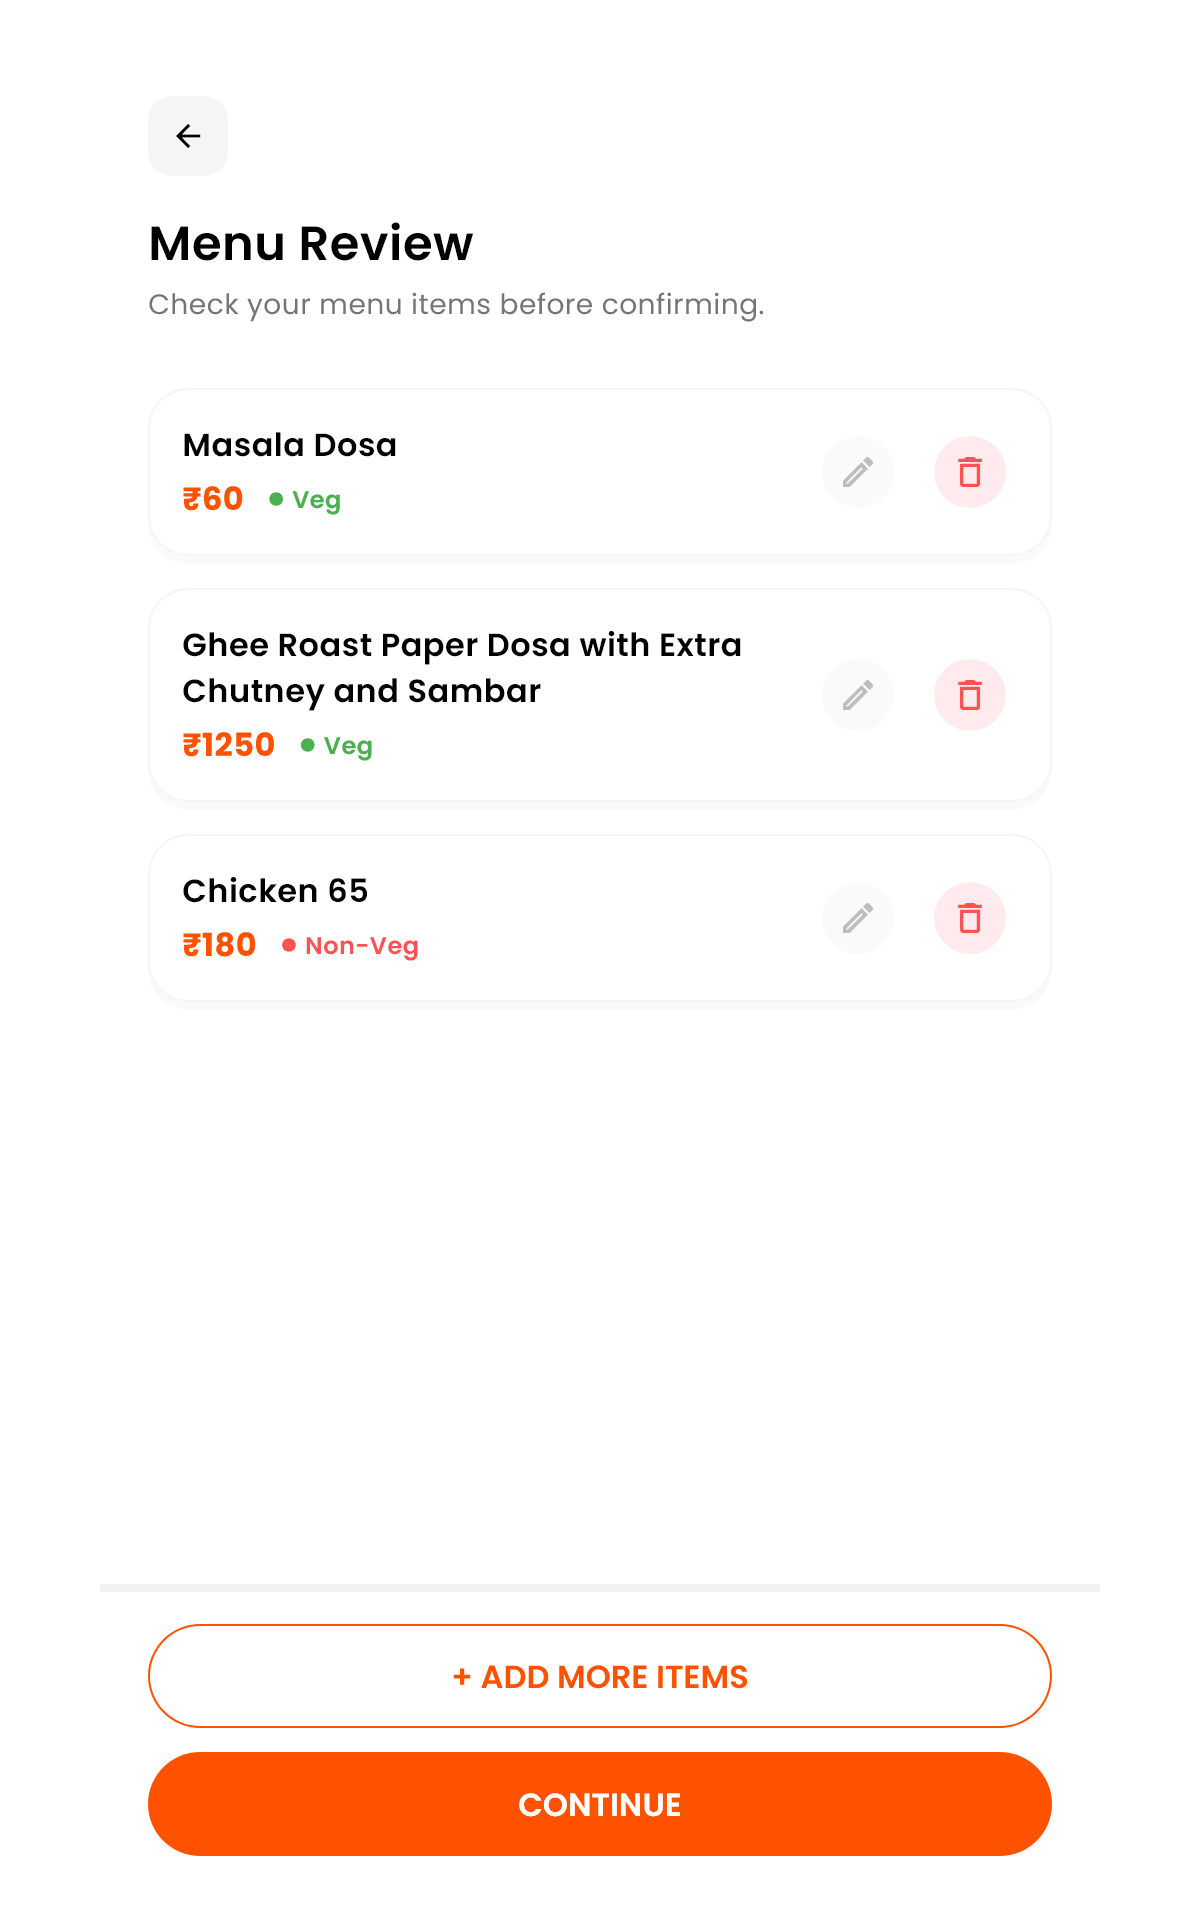 Menu Review
Check your menu items before confirming.
Masala Dosa
₹60 Veg
Ghee Roast Paper Dosa with Extra
Chutney and Sambar
₹1250 Veg
Chicken 65
₹180 Non-Veg
+ ADD MORE ITEMS
CONTINUE